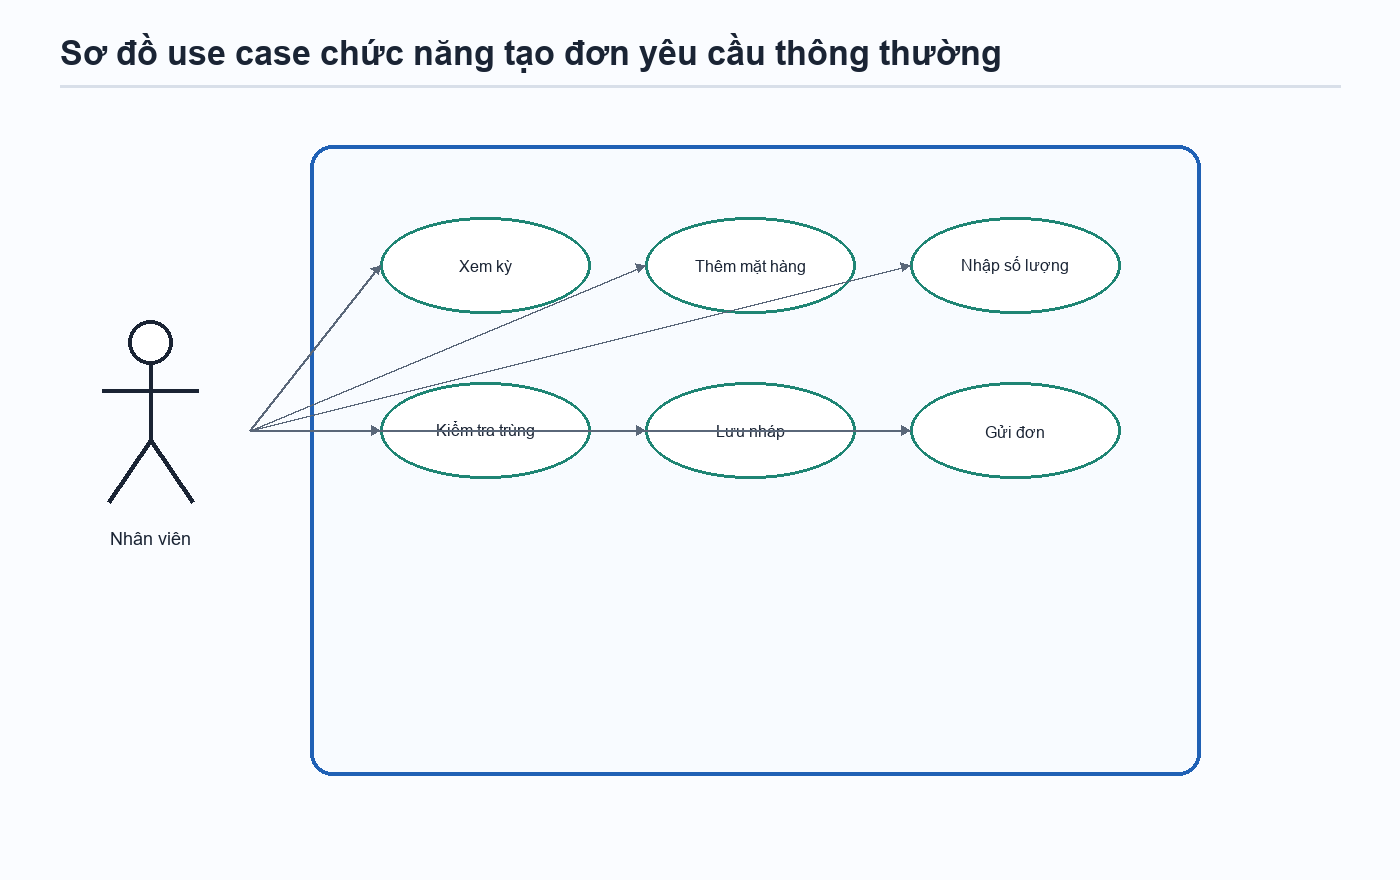 Sơ đồ use case chức năng tạo đơn yêu cầu thông thường
Xem kỳ
Thêm mặt hàng
Nhập số lượng
Kiểm tra trùng
Lưu nháp
Gửi đơn
Nhân viên